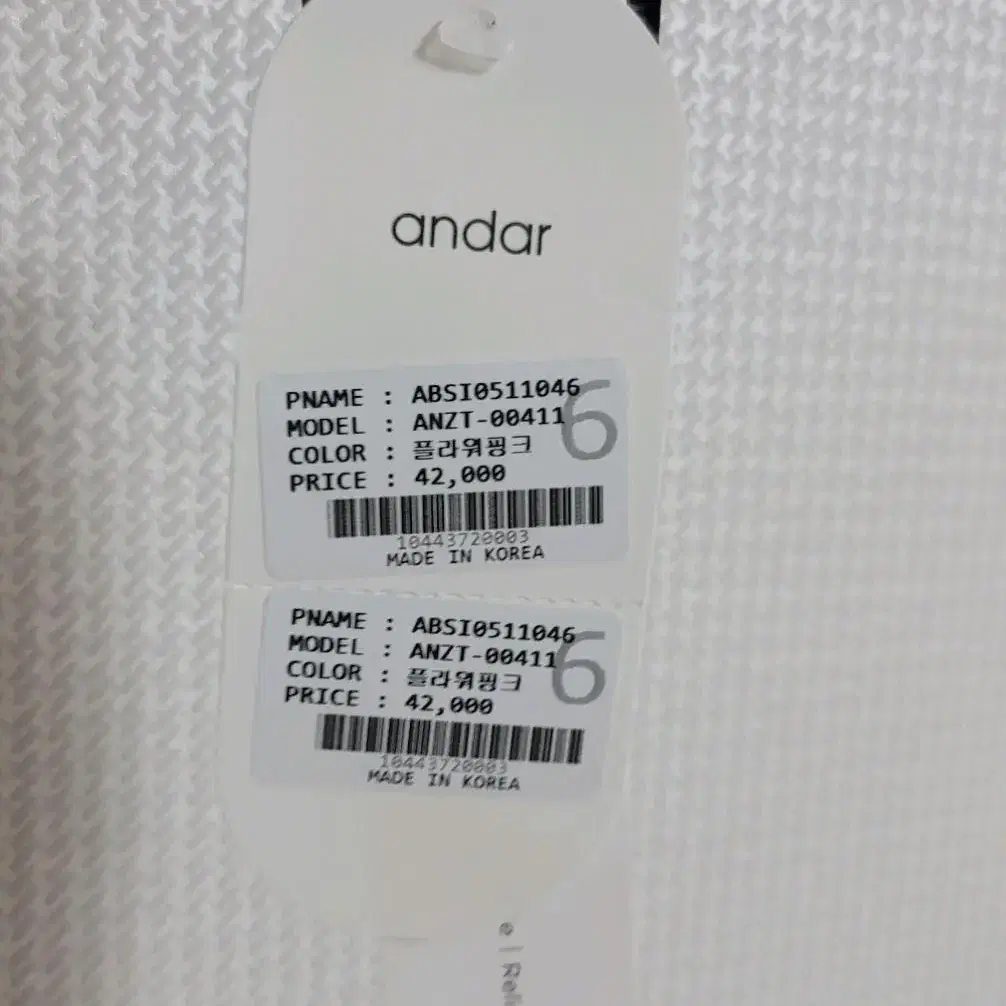 andar
PNAME : ABSI0511046
MODEL : ANZT-00411
COLOR : 플라워핑크
PRICE : 42,000
6
10443720003
MADE IN KOREA
PNAME : ABSI0511046
MODEL : ANZT-00411
COLOR : 플라워핑크
PRICE : 42,000
6
10443720003
MADE IN KOREA
e |